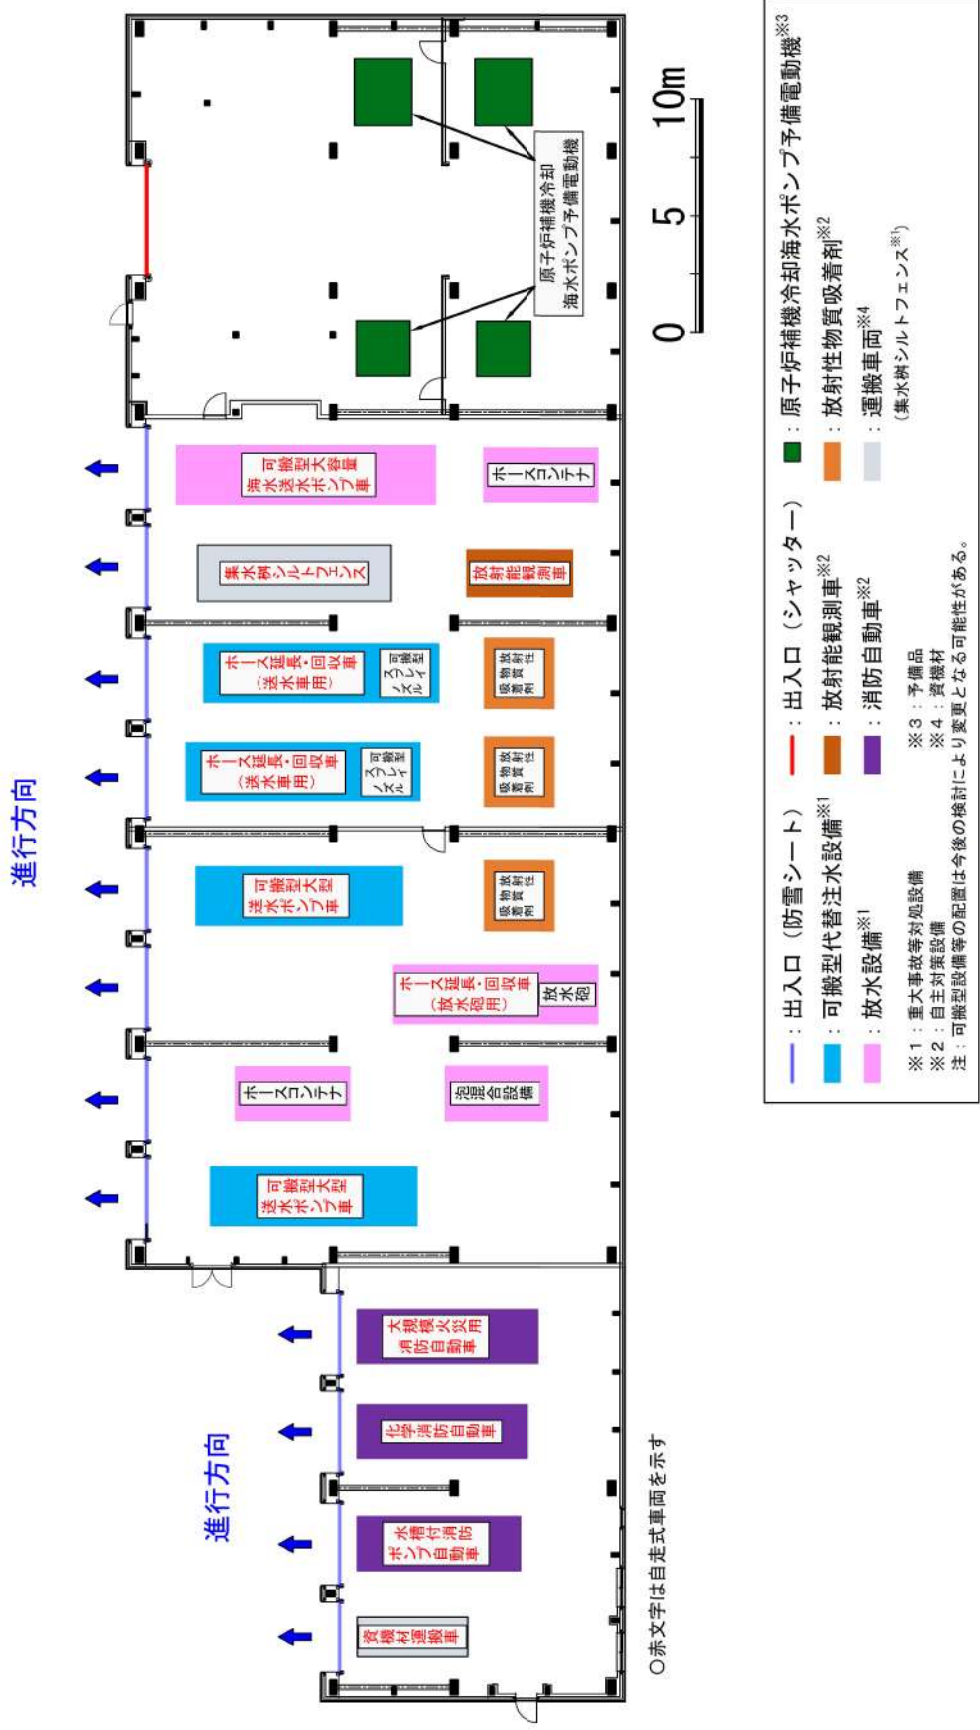 進行方向
進行方向
資機材運搬車
水槽付消防
ポンプ自動車
化学消防自動車
大規模火災用
消防自動車
可搬型大型
送水ポンプ車
ホースコンテナ
泡混合設備
ホース延長・回収車
(放水砲用)
放水砲
可搬型大型
送水ポンプ車
放射性
物質
吸着剤
ホース延長・回収車
(送水車用)
可搬型
スプレイ
ノズル
放射性
物質
吸着剤
ホース延長・回収車
(送水車用)
可搬型
スプレイ
ノズル
放射性
物質
吸着剤
集水桝シルトフェンス
放射能観測車
可搬型大容量
海水送水ポンプ車
ホースコンテナ
原子炉補機冷却
海水ポンプ予備電動機
○赤文字は自走式車両を示す
0 5 10m
：出入口（防雪シート） ：出入口（シャッター） ：原子炉補機冷却海水ポンプ予備電動機※3
：可搬型代替注水設備※1 ：放射能観測車※2 ：放射性物質吸着剤※2
：放水設備※1 ：消防自動車※2 ：運搬車両※4
（集水桝シルトフェンス※1）
※1：重大事故等対処設備 ※3：予備品
※2：自主対策設備 ※4：資機材
注：可搬型設備等の配置は今後の検討により変更となる可能性がある。